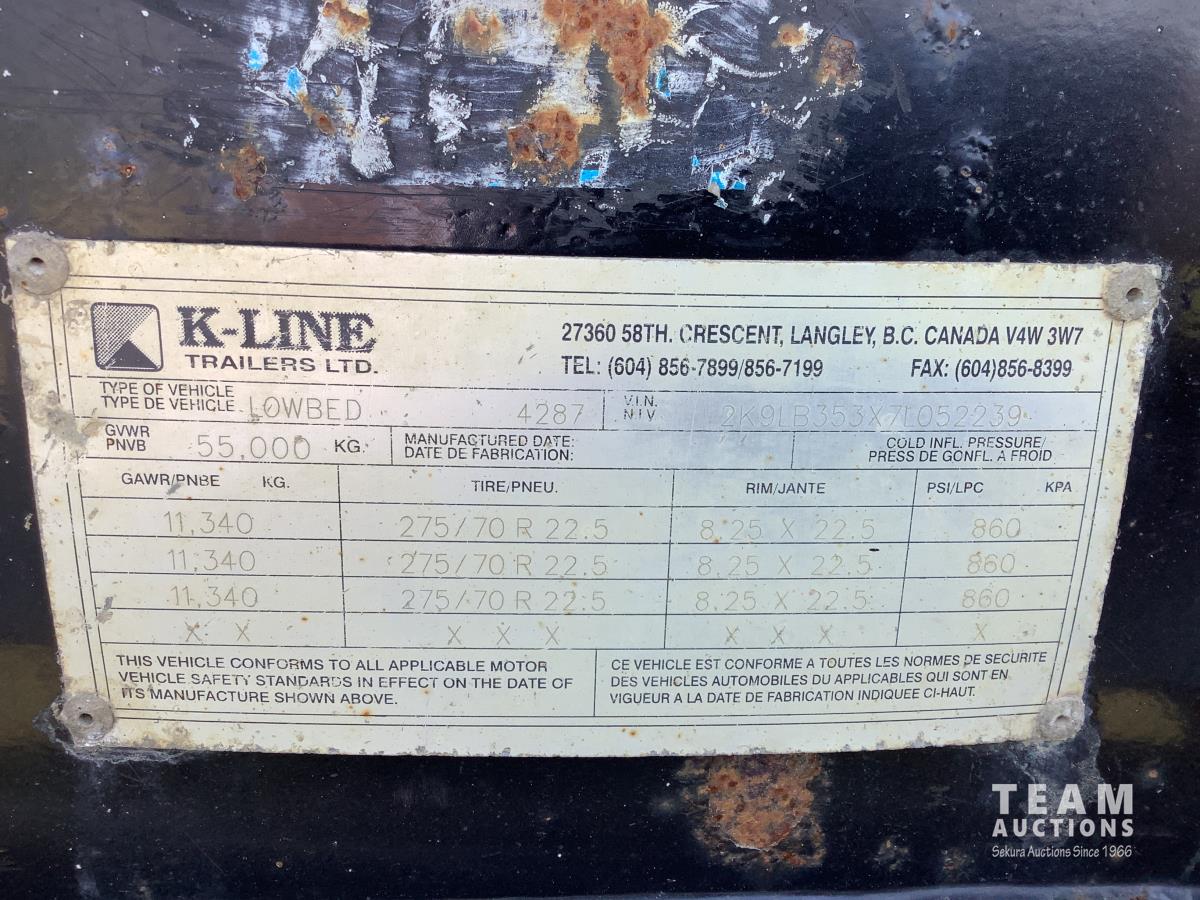 K-LINE
TRAILERS LTD.
27360 58TH. CRESCENT, LANGLEY, B.C. CANADA V4W 3W7
TEL: (604) 856-7899/856-7199 FAX: (604)856-8399
TYPE OF VEHICLE
TYPE DE VEHICLE LOWBED 4287
V.I.N.
N I V 2K9LB353X7L052239
GVWR
PNVB 55,000 KG.
MANUFACTURED DATE:
DATE DE FABRICATION:
COLD INFL. PRESSURE/
PRESS DE GONFL. A FROID
GAWR/PNBE KG. TIRE/PNEU. RIM/JANTE PSI/LPC KPA
11,340 275/70 R 22.5 8.25 X 22.5 860
11,340 275/70 R 22.5 8.25 X 22.5 860
11,340 275/70 R 22.5 8.25 X 22.5 860
X X X X X X X X X
THIS VEHICLE CONFORMS TO ALL APPLICABLE MOTOR
VEHICLE SAFETY STANDARDS IN EFFECT ON THE DATE OF
ITS MANUFACTURE SHOWN ABOVE.
CE VEHICLE EST CONFORME A TOUTES LES NORMES DE SECURITE
DES VEHICLES AUTOMOBILES DU APPLICABLES QUI SONT EN
VIGUEUR A LA DATE DE FABRICATION INDIQUEE CI-HAUT.
TEAM
AUCTIONS
Sekura Auctions Since 1966